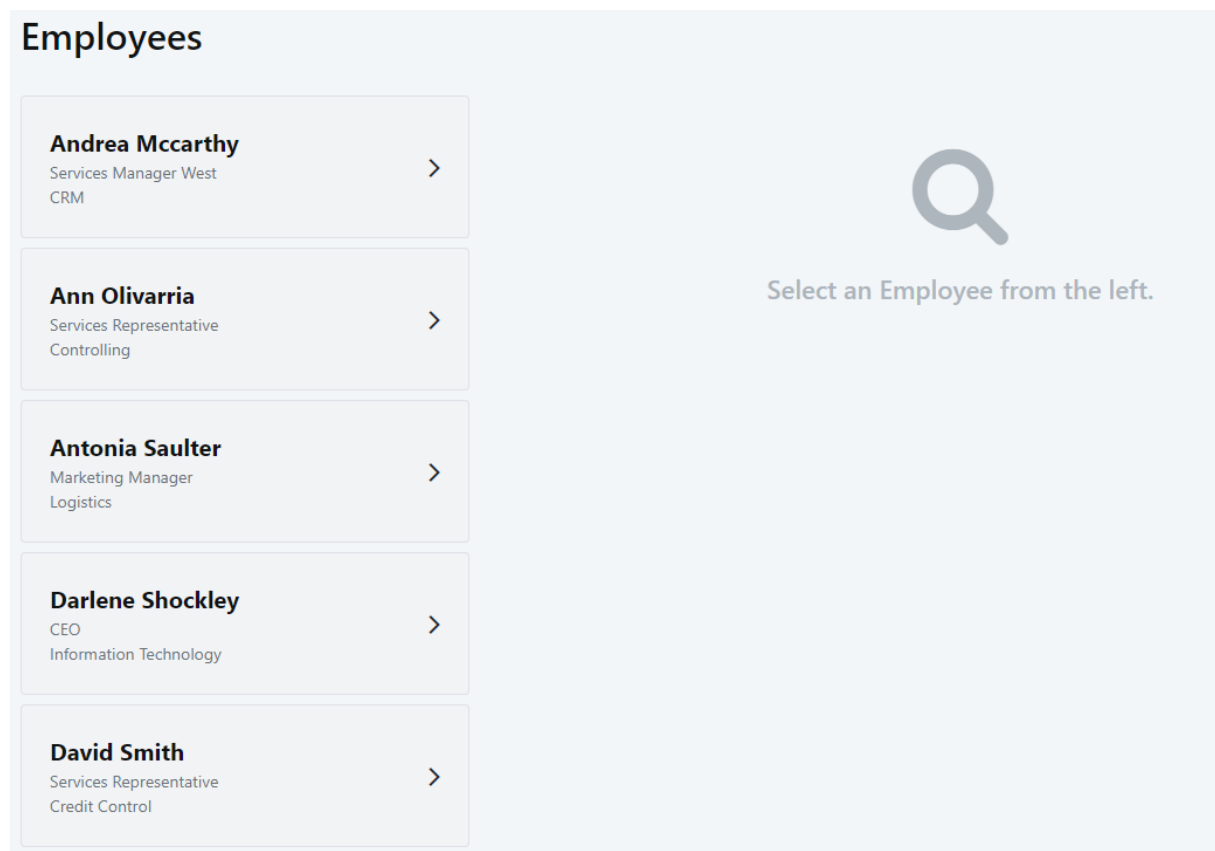 Employees
Andrea Mccarthy
Services Manager West
CRM
Ann Olivarria
Services Representative
Controlling
Antonia Saulter
Marketing Manager
Logistics
Darlene Shockley
CEO
Information Technology
David Smith
Services Representative
Credit Control
Select an Employee from the left.